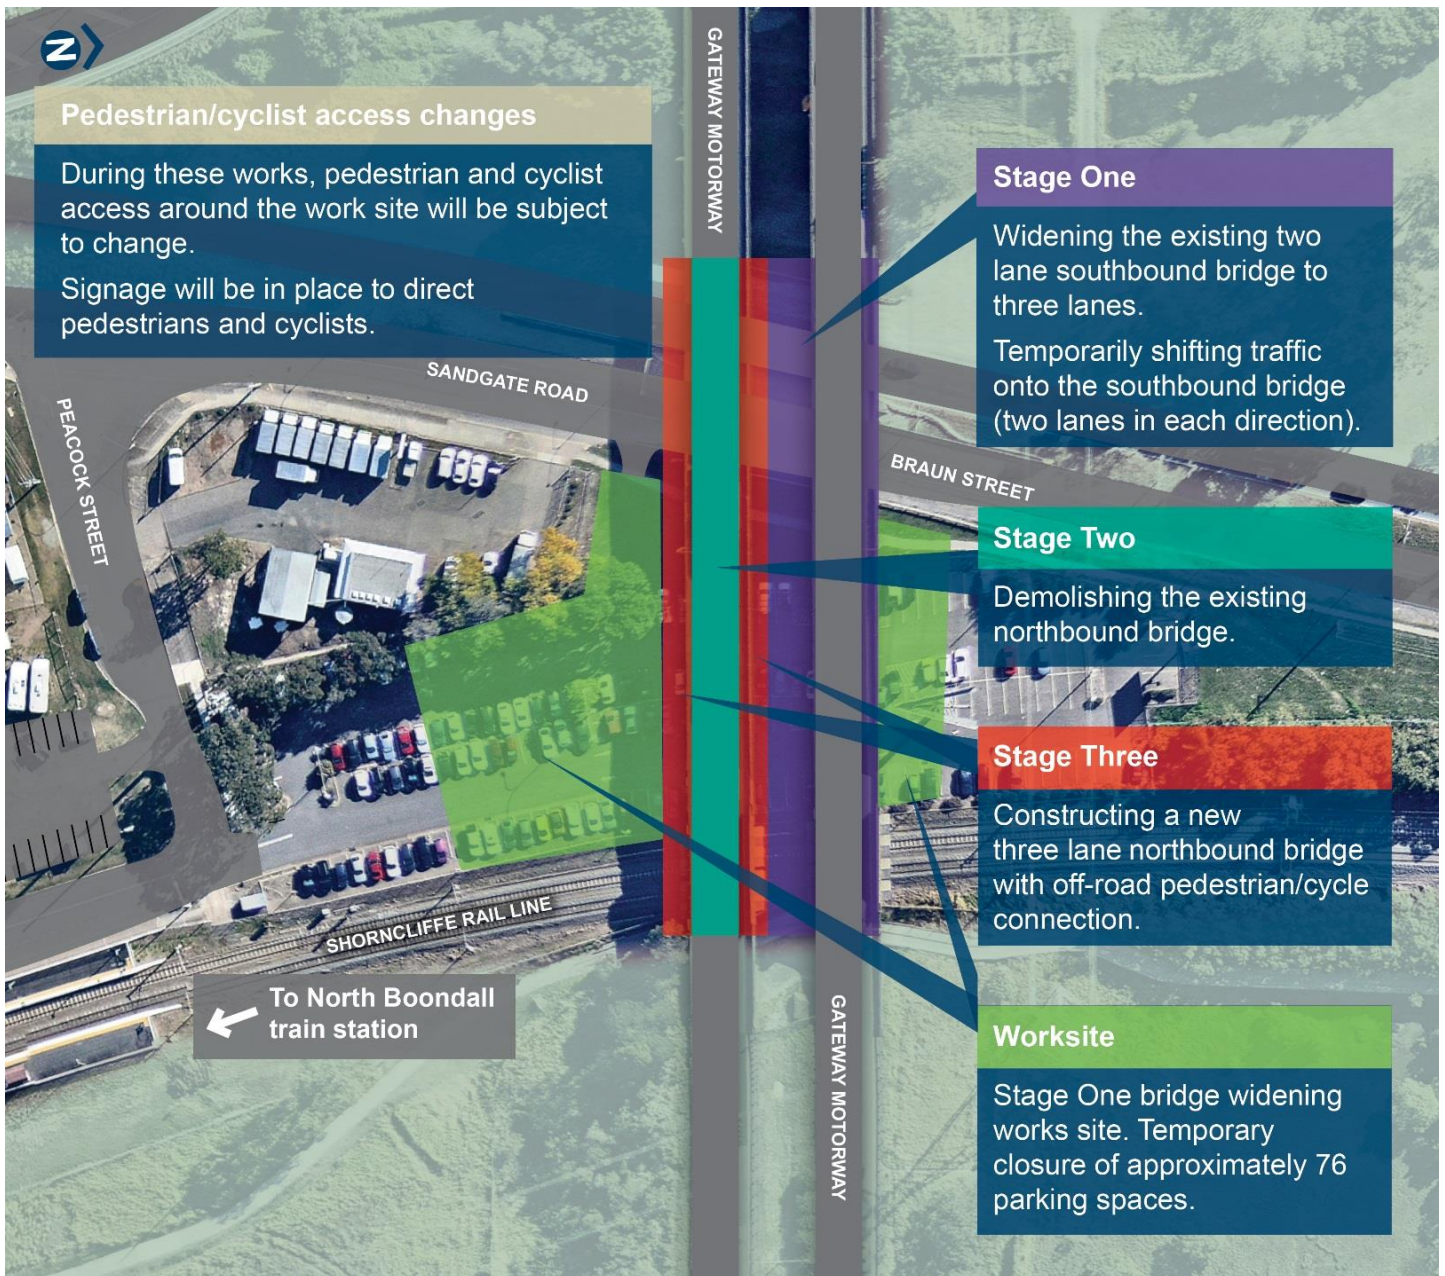 N
Pedestrian/cyclist access changes
During these works, pedestrian and cyclist
access around the work site will be subject
to change.
Signage will be in place to direct
pedestrians and cyclists.
GATEWAY MOTORWAY
Stage One
Widening the existing two
lane southbound bridge to
three lanes.
Temporarily shifting traffic
onto the southbound bridge
(two lanes in each direction).
SANDGATE ROAD
PEACOCK STREET
BRAUN STREET
Stage Two
Demolishing the existing
northbound bridge.
Stage Three
Constructing a new
three lane northbound bridge
with off-road pedestrian/cycle
connection.
SHORNCLIFFE RAIL LINE
To North Boondall
train station
GATEWAY MOTORWAY
Worksite
Stage One bridge widening
works site. Temporary
closure of approximately 76
parking spaces.